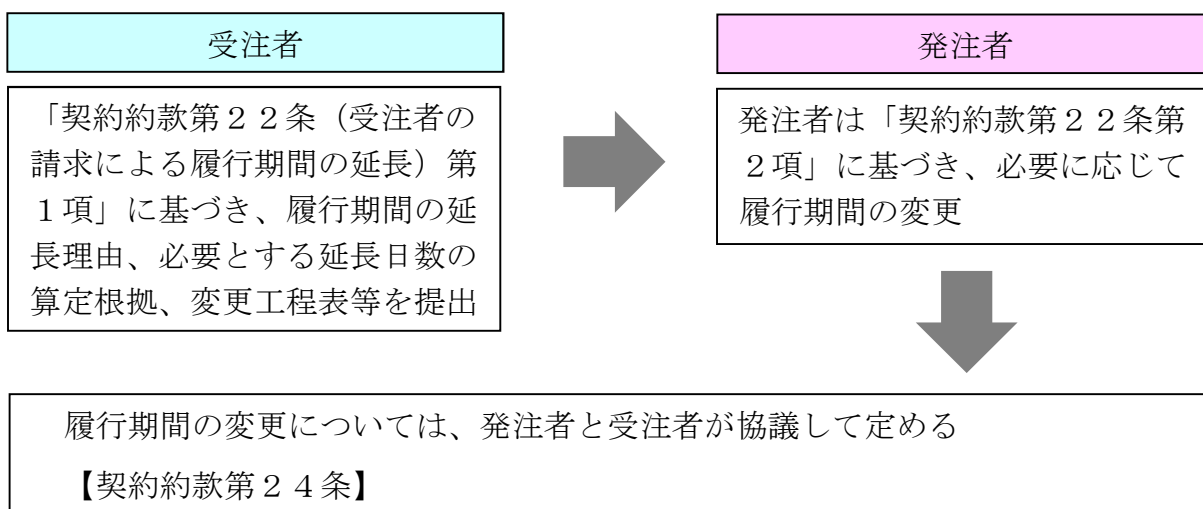 受注者
「契約約款第２２条（受注者の
請求による履行期間の延長）第
１項」に基づき、履行期間の延
長理由、必要とする延長日数の
算定根拠、変更工程表等を提出
発注者
発注者は「契約約款第２２条第
２項」に基づき、必要に応じて
履行期間の変更
履行期間の変更については、発注者と受注者が協議して定める
【契約約款第２４条】